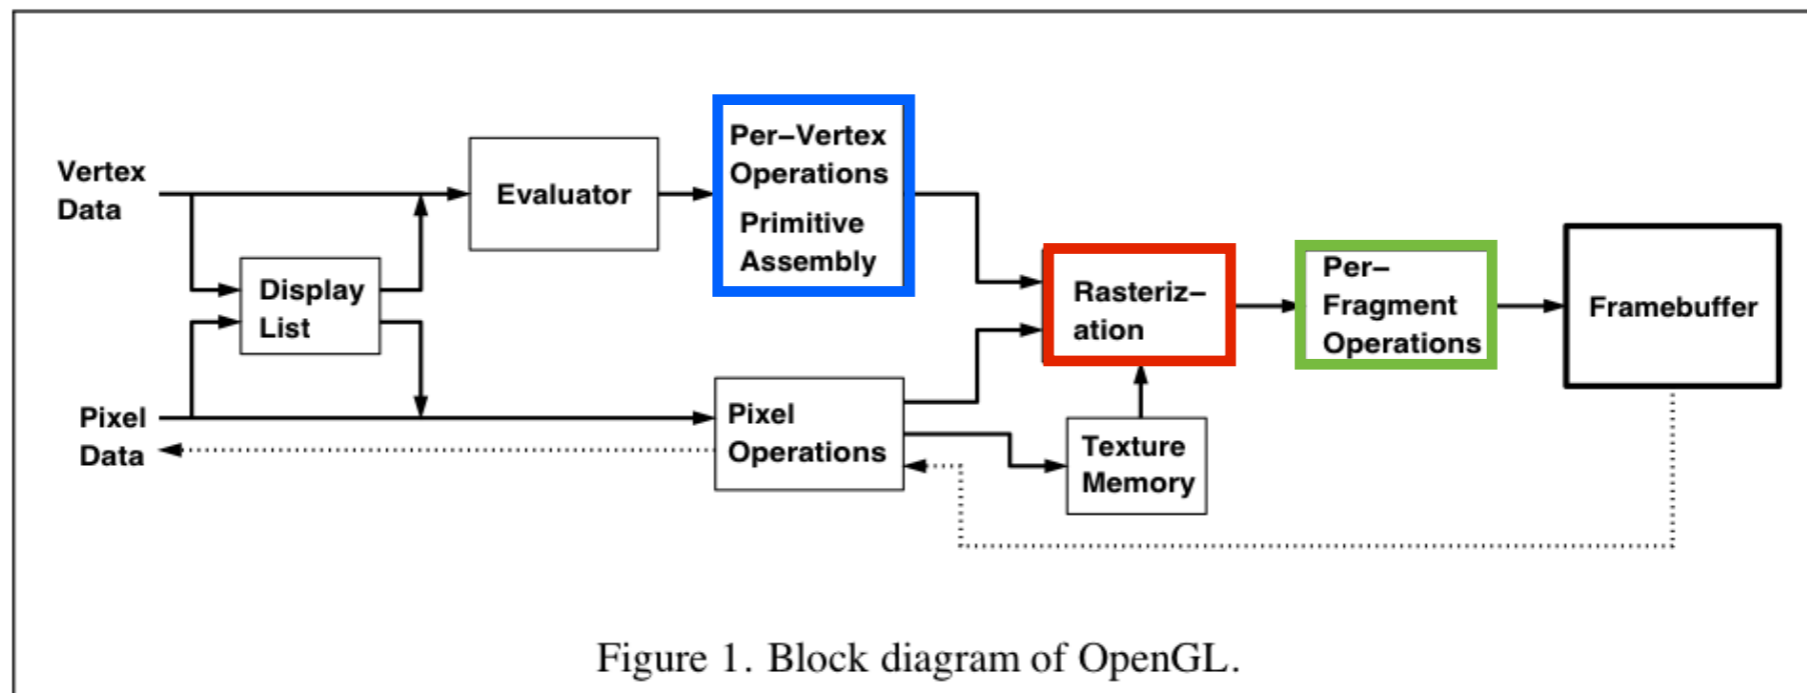 Vertex
Data
Evaluator
Per–Vertex
Operations
Primitive
Assembly
Display
List
Rasteriz–
ation
Per–
Fragment
Operations
Framebuffer
Pixel
Data
Pixel
Operations
Texture
Memory
Figure 1. Block diagram of OpenGL.